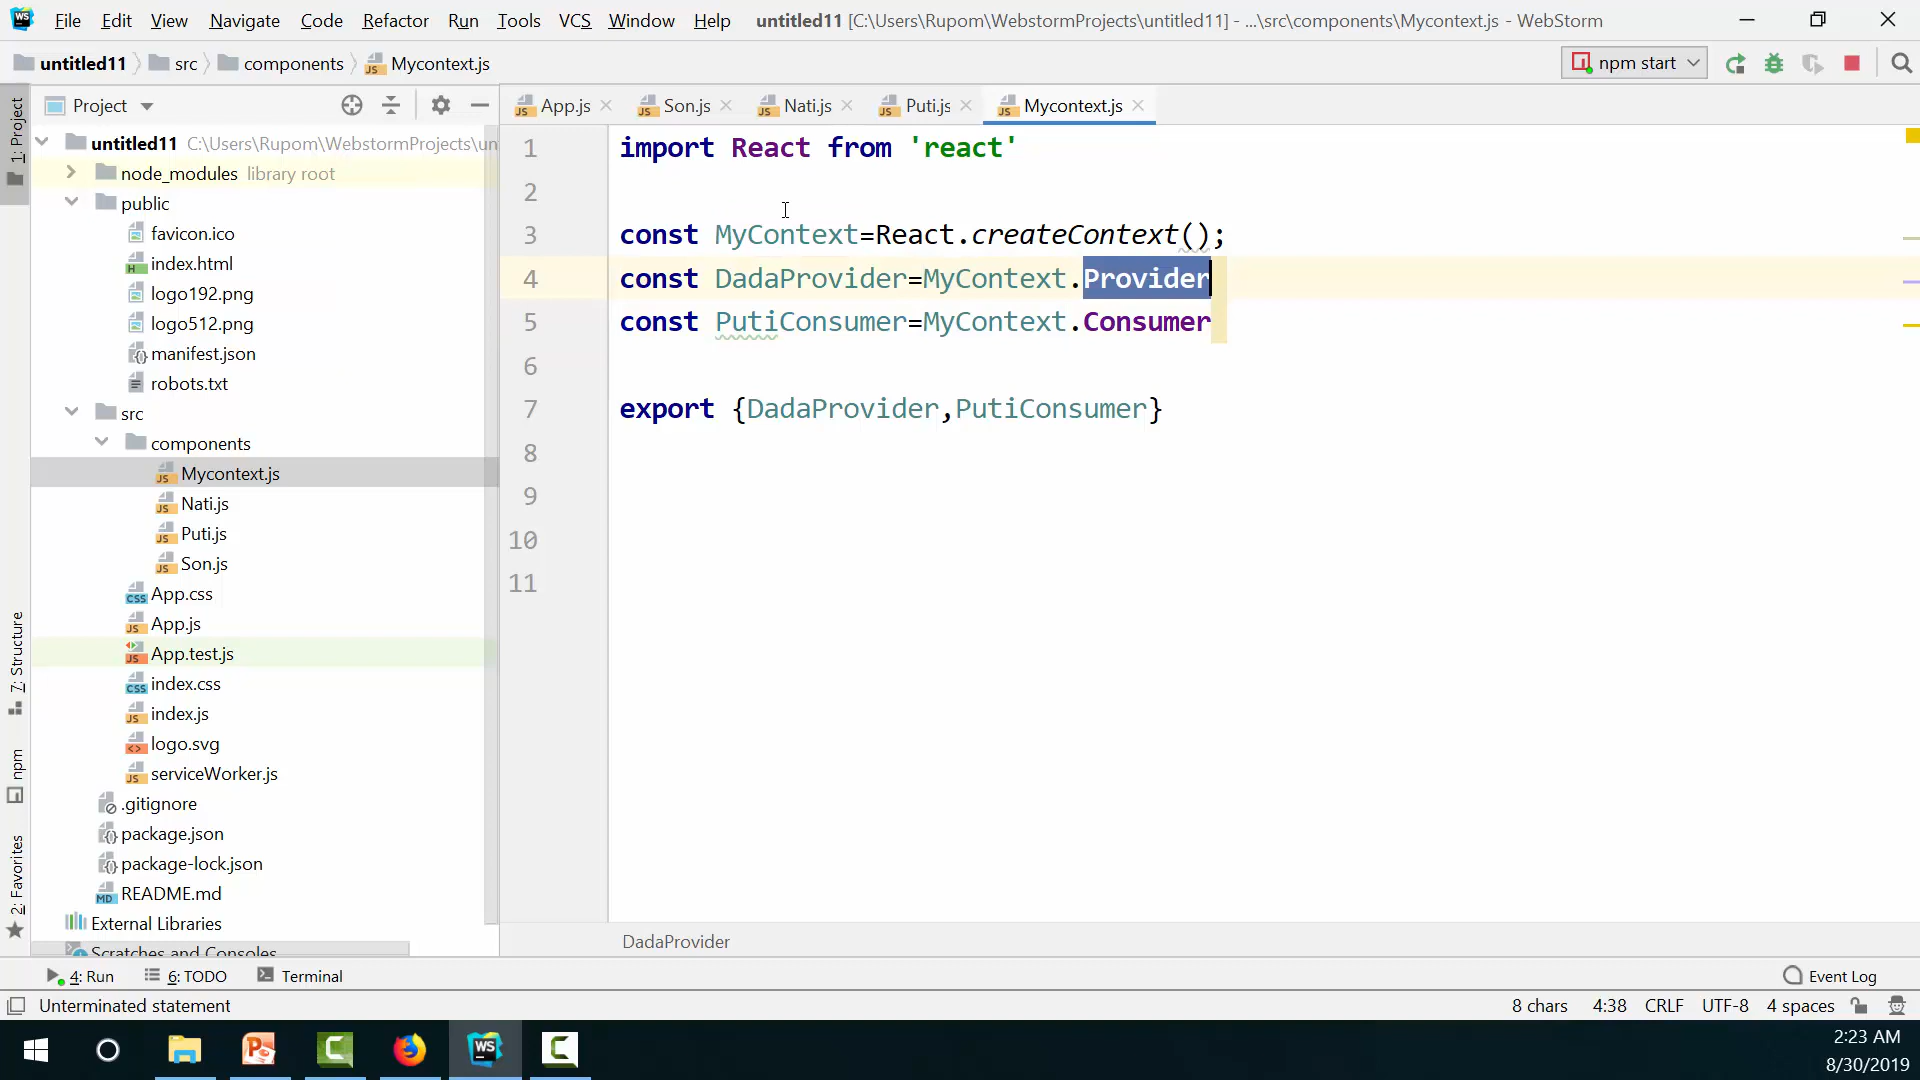 File Edit View Navigate Code Refactor Run Tools VCS Window Help untitled11 [C:\Users\Rupom\WebstormProjects\untitled11] - ...\src\components\Mycontext.js - WebStorm
untitled11 src components Mycontext.js npm start
1: Project
Project
untitled11 C:\Users\Rupom\WebstormProjects\un
node_modules library root
public
favicon.ico
index.html
logo192.png
logo512.png
manifest.json
robots.txt
src
components
Mycontext.js
Nati.js
Puti.js
Son.js
App.css
App.js
App.test.js
index.css
index.js
logo.svg
serviceWorker.js
.gitignore
package.json
package-lock.json
README.md
External Libraries
Scratches and Consoles
7: Structure
npm
2: Favorites
App.js Son.js Nati.js Puti.js Mycontext.js
1 import React from 'react'
2
3 const MyContext=React.createContext();
4 const DadaProvider=MyContext.Provider
5 const PutiConsumer=MyContext.Consumer
6
7 export {DadaProvider,PutiConsumer}
8
9
10
11
DadaProvider
4: Run 6: TODO Terminal Event Log
Unterminated statement 8 chars 4:38 CRLF UTF-8 4 spaces
2:23 AM
8/30/2019